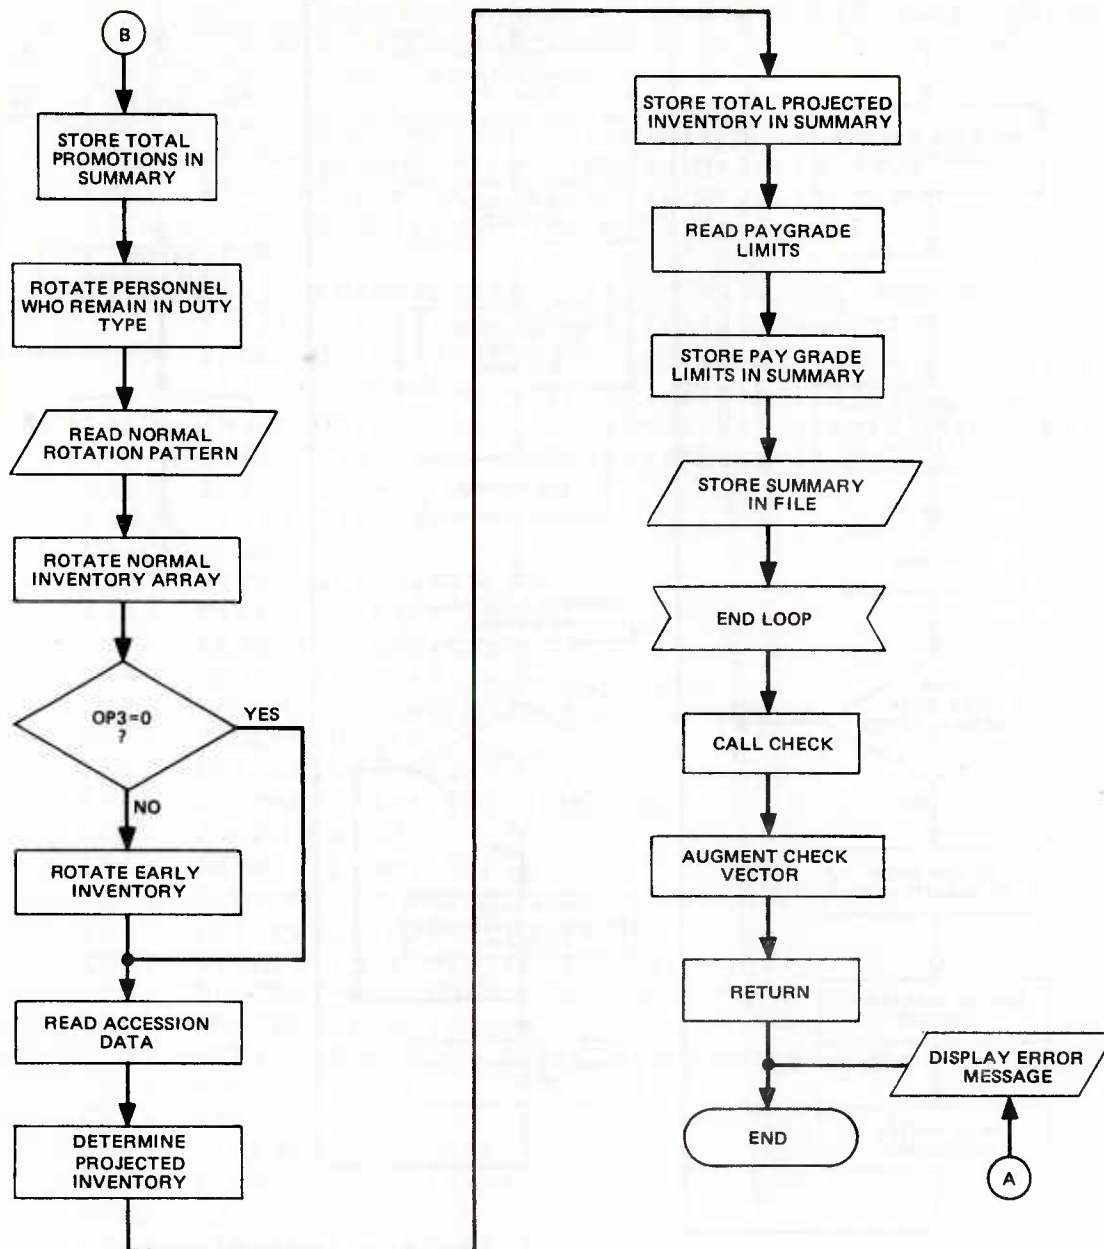 B
STORE TOTAL
PROMOTIONS IN
SUMMARY
ROTATE PERSONNEL
WHO REMAIN IN DUTY
TYPE
READ NORMAL
ROTATION PATTERN
ROTATE NORMAL
INVENTORY ARRAY
OP3=0
?
YES
NO
ROTATE EARLY
INVENTORY
READ ACCESSION
DATA
DETERMINE
PROJECTED
INVENTORY
STORE TOTAL PROJECTED
INVENTORY IN SUMMARY
READ PAYGRADE
LIMITS
STORE PAY GRADE
LIMITS IN SUMMARY
STORE SUMMARY
IN FILE
END LOOP
CALL CHECK
AUGMENT CHECK
VECTOR
RETURN
DISPLAY ERROR
MESSAGE
END
A